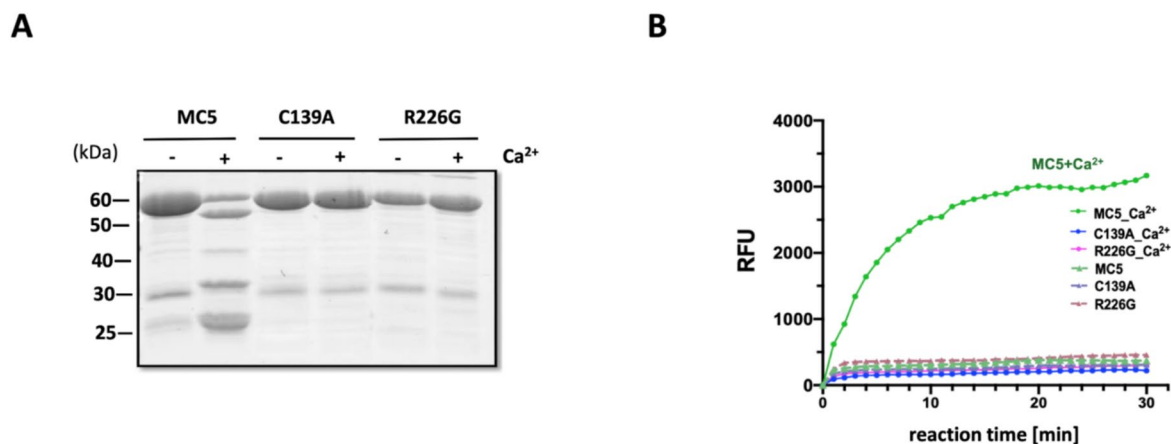 A
B
MC5 C139A R226G
(kDa) - + - + - + Ca²⁺
60
50
40
30
25
4000
3000
2000
1000
0
RFU
MC5+Ca²⁺
MC5_Ca²⁺
C139A_Ca²⁺
R226G_Ca²⁺
MC5
C139A
R226G
0 10 20 30
reaction time [min]